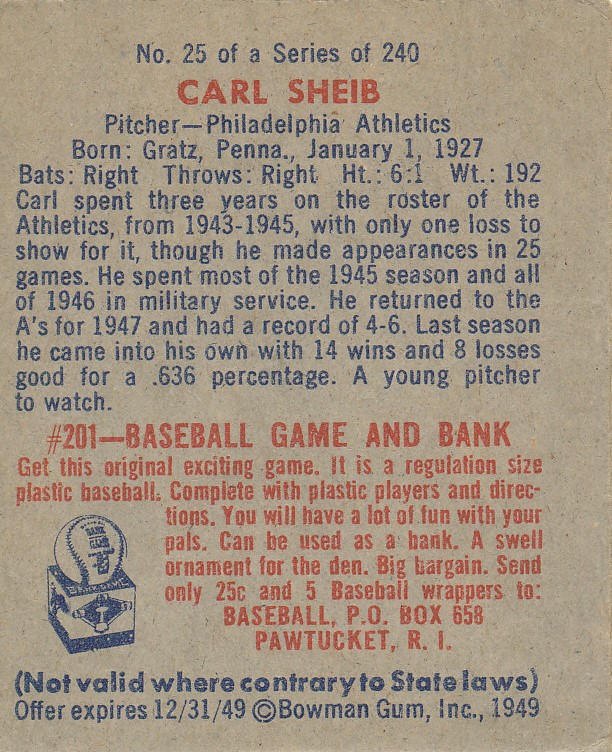 No. 25 of a Series of 240
CARL SHEIB
Pitcher—Philadelphia Athletics
Born: Gratz, Penna., January 1, 1927
Bats: Right Throws: Right Ht.: 6:1 Wt.: 192
Carl spent three years on the roster of the
Athletics, from 1943-1945, with only one loss to
show for it, though he made appearances in 25
games. He spent most of the 1945 season and all
of 1946 in military service. He returned to the
A's for 1947 and had a record of 4-6. Last season
he came into his own with 14 wins and 8 losses
good for a .636 percentage. A young pitcher
to watch.
#201—BASEBALL GAME AND BANK
Get this original exciting game. It is a regulation size
plastic baseball. Complete with plastic players and direc-
tions. You will have a lot of fun with your
pals. Can be used as a bank. A swell
ornament for the den. Big bargain. Send
only 25c and 5 Baseball wrappers to:
BASEBALL, P.O. BOX 658
PAWTUCKET, R. I.
BANK
GAME
(Not valid where contrary to State laws)
Offer expires 12/31/49 ©Bowman Gum, Inc., 1949